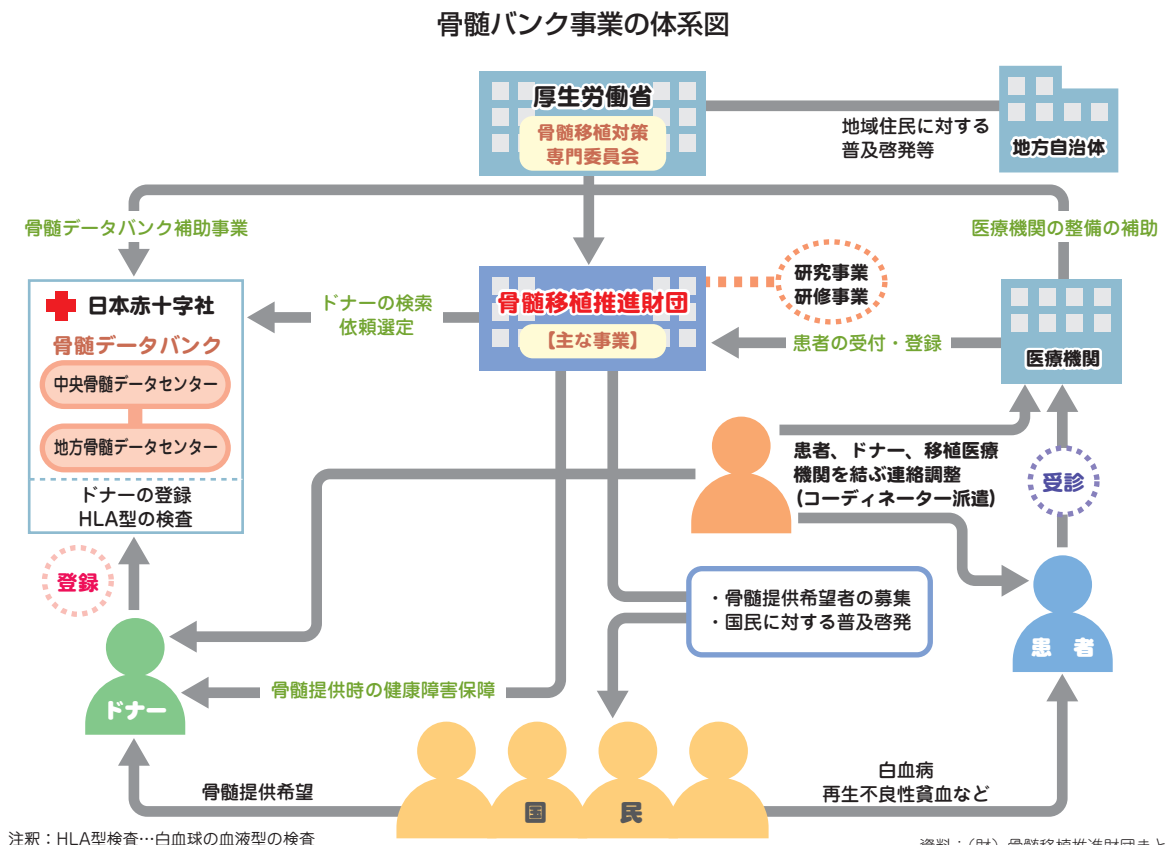 骨髄バンク事業の体系図
厚生労働省
骨髄移植対策
専門委員会
地域住民に対する
普及啓発等
地方自治体
骨髄データバンク補助事業
医療機関の整備の補助
日本赤十字社
骨髄データバンク
中央骨髄データセンター
地方骨髄データセンター
ドナーの登録
HLA型の検査
ドナーの検索
依頼選定
骨髄移植推進財団
【主な事業】
研究事業
研修事業
患者の受付・登録
医療機関
患者、ドナー、移植医療
機関を結ぶ連絡調整
(コーディネーター派遣)
受診
登録
・骨髄提供希望者の募集
・国民に対する普及啓発
患 者
ドナー
骨髄提供時の健康障害保障
骨髄提供希望
国 民
白血病
再生不良性貧血など
注釈：HLA型検査…白血球の血液型の検査
資料：(財)骨髄移植推進財団まと